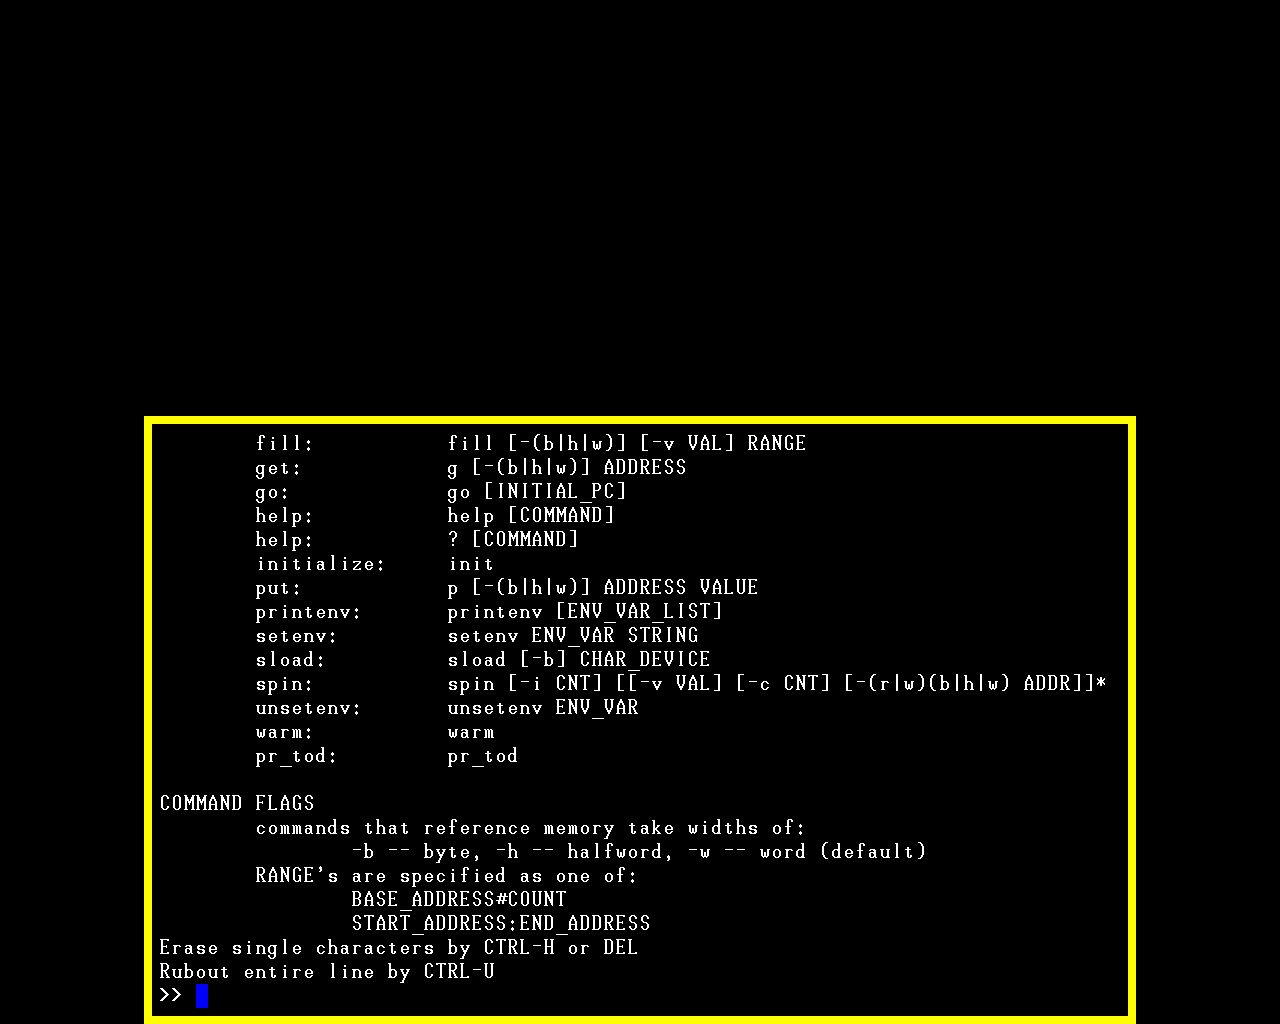 fill: fill [-(b|h|w)] [-v VAL] RANGE
get: g [-(b|h|w)] ADDRESS
go: go [INITIAL_PC]
help: help [COMMAND]
help: ? [COMMAND]
initialize: init
put: p [-(b|h|w)] ADDRESS VALUE
printenv: printenv [ENV_VAR_LIST]
setenv: setenv ENV_VAR STRING
sload: sload [-b] CHAR_DEVICE
spin: spin [-i CNT] [[-v VAL] [-c CNT] [-(r|w)(b|h|w) ADDR]]*
unsetenv: unsetenv ENV_VAR
warm: warm
pr_tod: pr_tod
COMMAND FLAGS
commands that reference memory take widths of:
-b -- byte, -h -- halfword, -w -- word (default)
RANGE's are specified as one of:
BASE_ADDRESS#COUNT
START_ADDRESS:END_ADDRESS
Erase single characters by CTRL-H or DEL
Rubout entire line by CTRL-U
>>